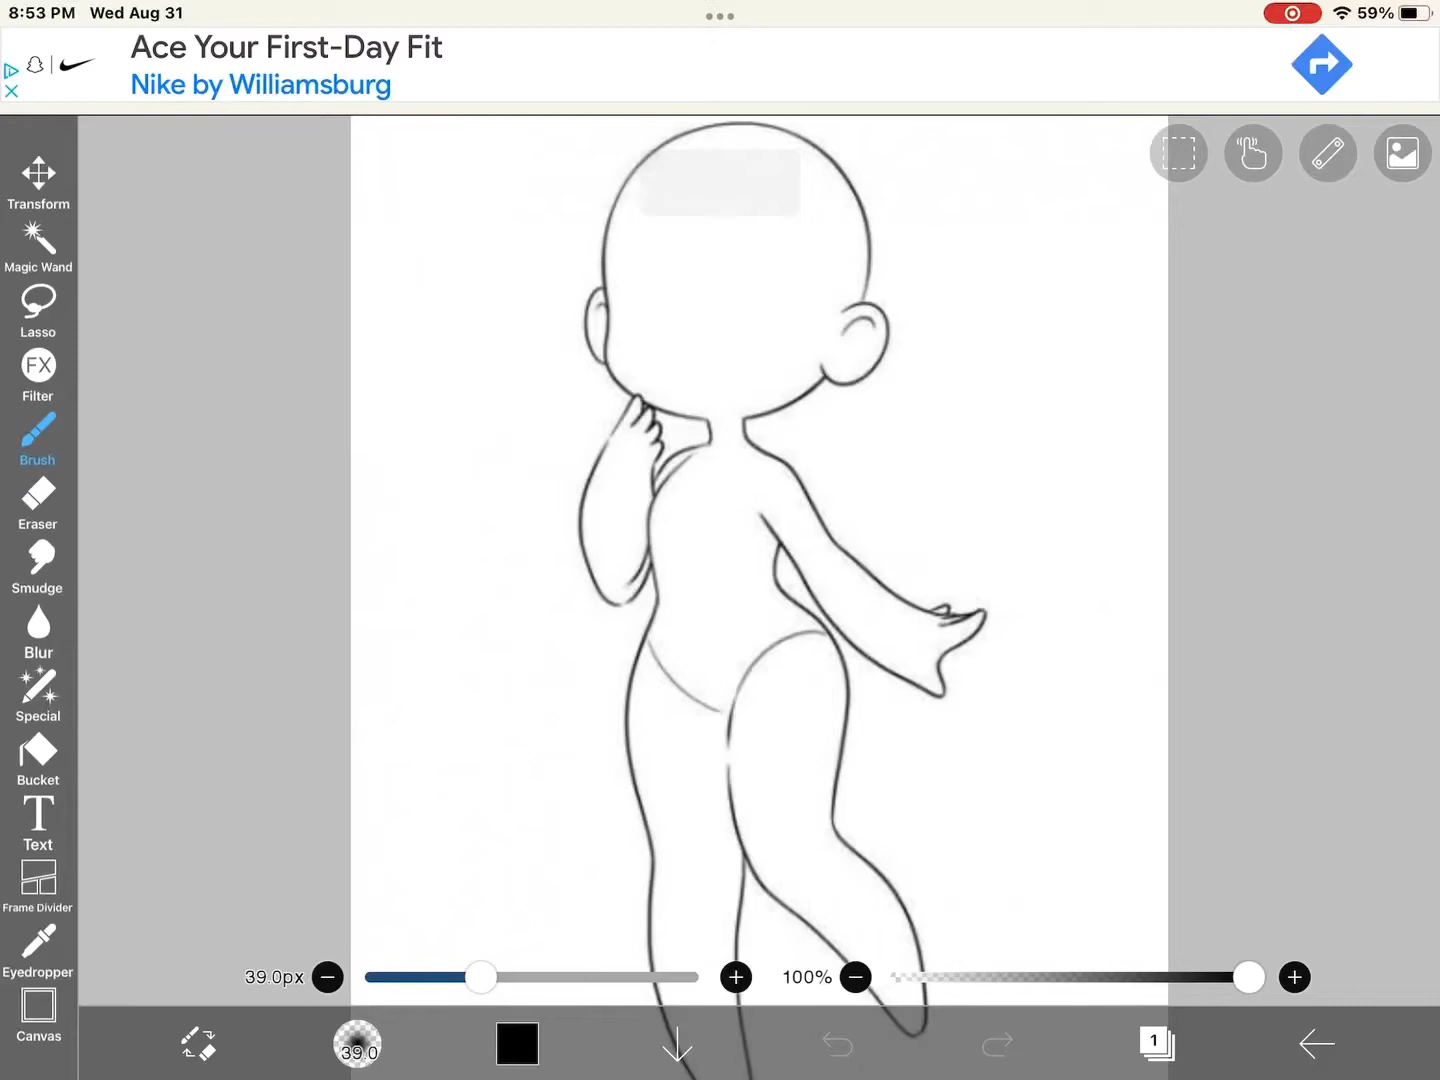 8:53 PM Wed Aug 31
59%
Ace Your First-Day Fit
Nike by Williamsburg
Transform
Magic Wand
Lasso
FX
Filter
Brush
Eraser
Smudge
Blur
Special
Bucket
T
Text
Frame Divider
Eyedropper
Canvas
39.0px
100%
39.0
1